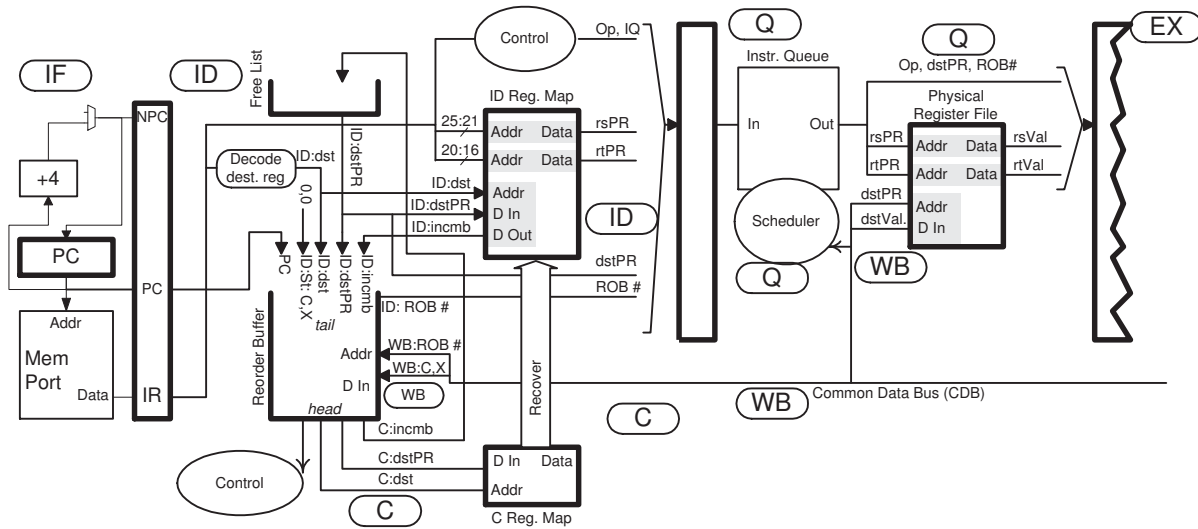 IF
ID
Q
Q
EX
Free List
Control
Op, IQ
Instr. Queue
Op, dstPR, ROB#
NPC
ID Reg. Map
Physical
Register File
+4
Decode
dest. reg
ID:dst
ID:dstPR
25:21
20:16
Addr
Data
rsPR
Addr
Data
rtPR
In
Out
rsPR
Addr
Data
rsVal
rtPR
Addr
Data
rtVal
ID:dst
Addr
ID:dstPR
D In
ID:incmb
D Out
ID
Scheduler
dstPR
Addr
dstVal.
D In
WB
Q
PC
PC
0,0
PC
ID:St: C,X
ID:dst
ID:dstPR
ID:incmb
dstPR
ROB #
ID: ROB #
tail
Addr
Mem
Port
Data
IR
Reorder Buffer
Addr
WB:ROB #
D In
WB:C,X
WB
head
Recover
WB
Common Data Bus (CDB)
C
C:incmb
C:dstPR
C:dst
D In
Data
Addr
Control
C
C Reg. Map